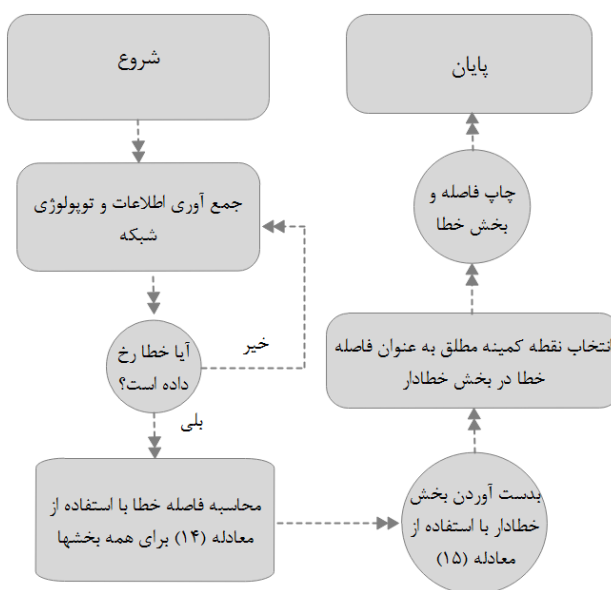 شروع
جمع آوری اطلاعات و توپولوژی
شبکه
آیا خطا رخ
داده است؟
خیر
بلی
محاسبه فاصله خطا با استفاده از
معادله (۱۴) برای همه بخشها
بدست آوردن بخش
خطادار با استفاده از
معادله (۱۵)
انتخاب نقطه کمینه مطلق به عنوان فاصله
خطا در بخش خطادار
چاپ فاصله و
بخش خطا
پایان